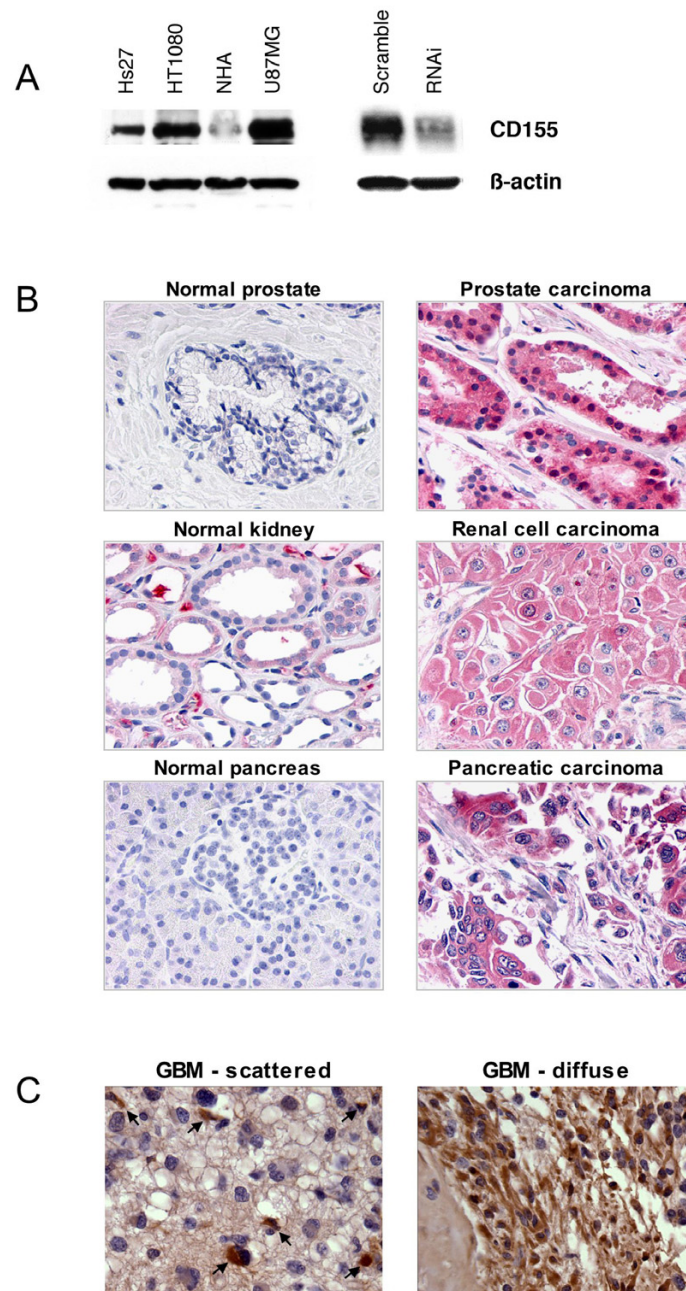 A
Hs27
HT1080
NHA
U87MG
Scramble
RNAi
CD155
ß-actin
B
Normal prostate
Prostate carcinoma
Normal kidney
Renal cell carcinoma
Normal pancreas
Pancreatic carcinoma
C
GBM - scattered
GBM - diffuse